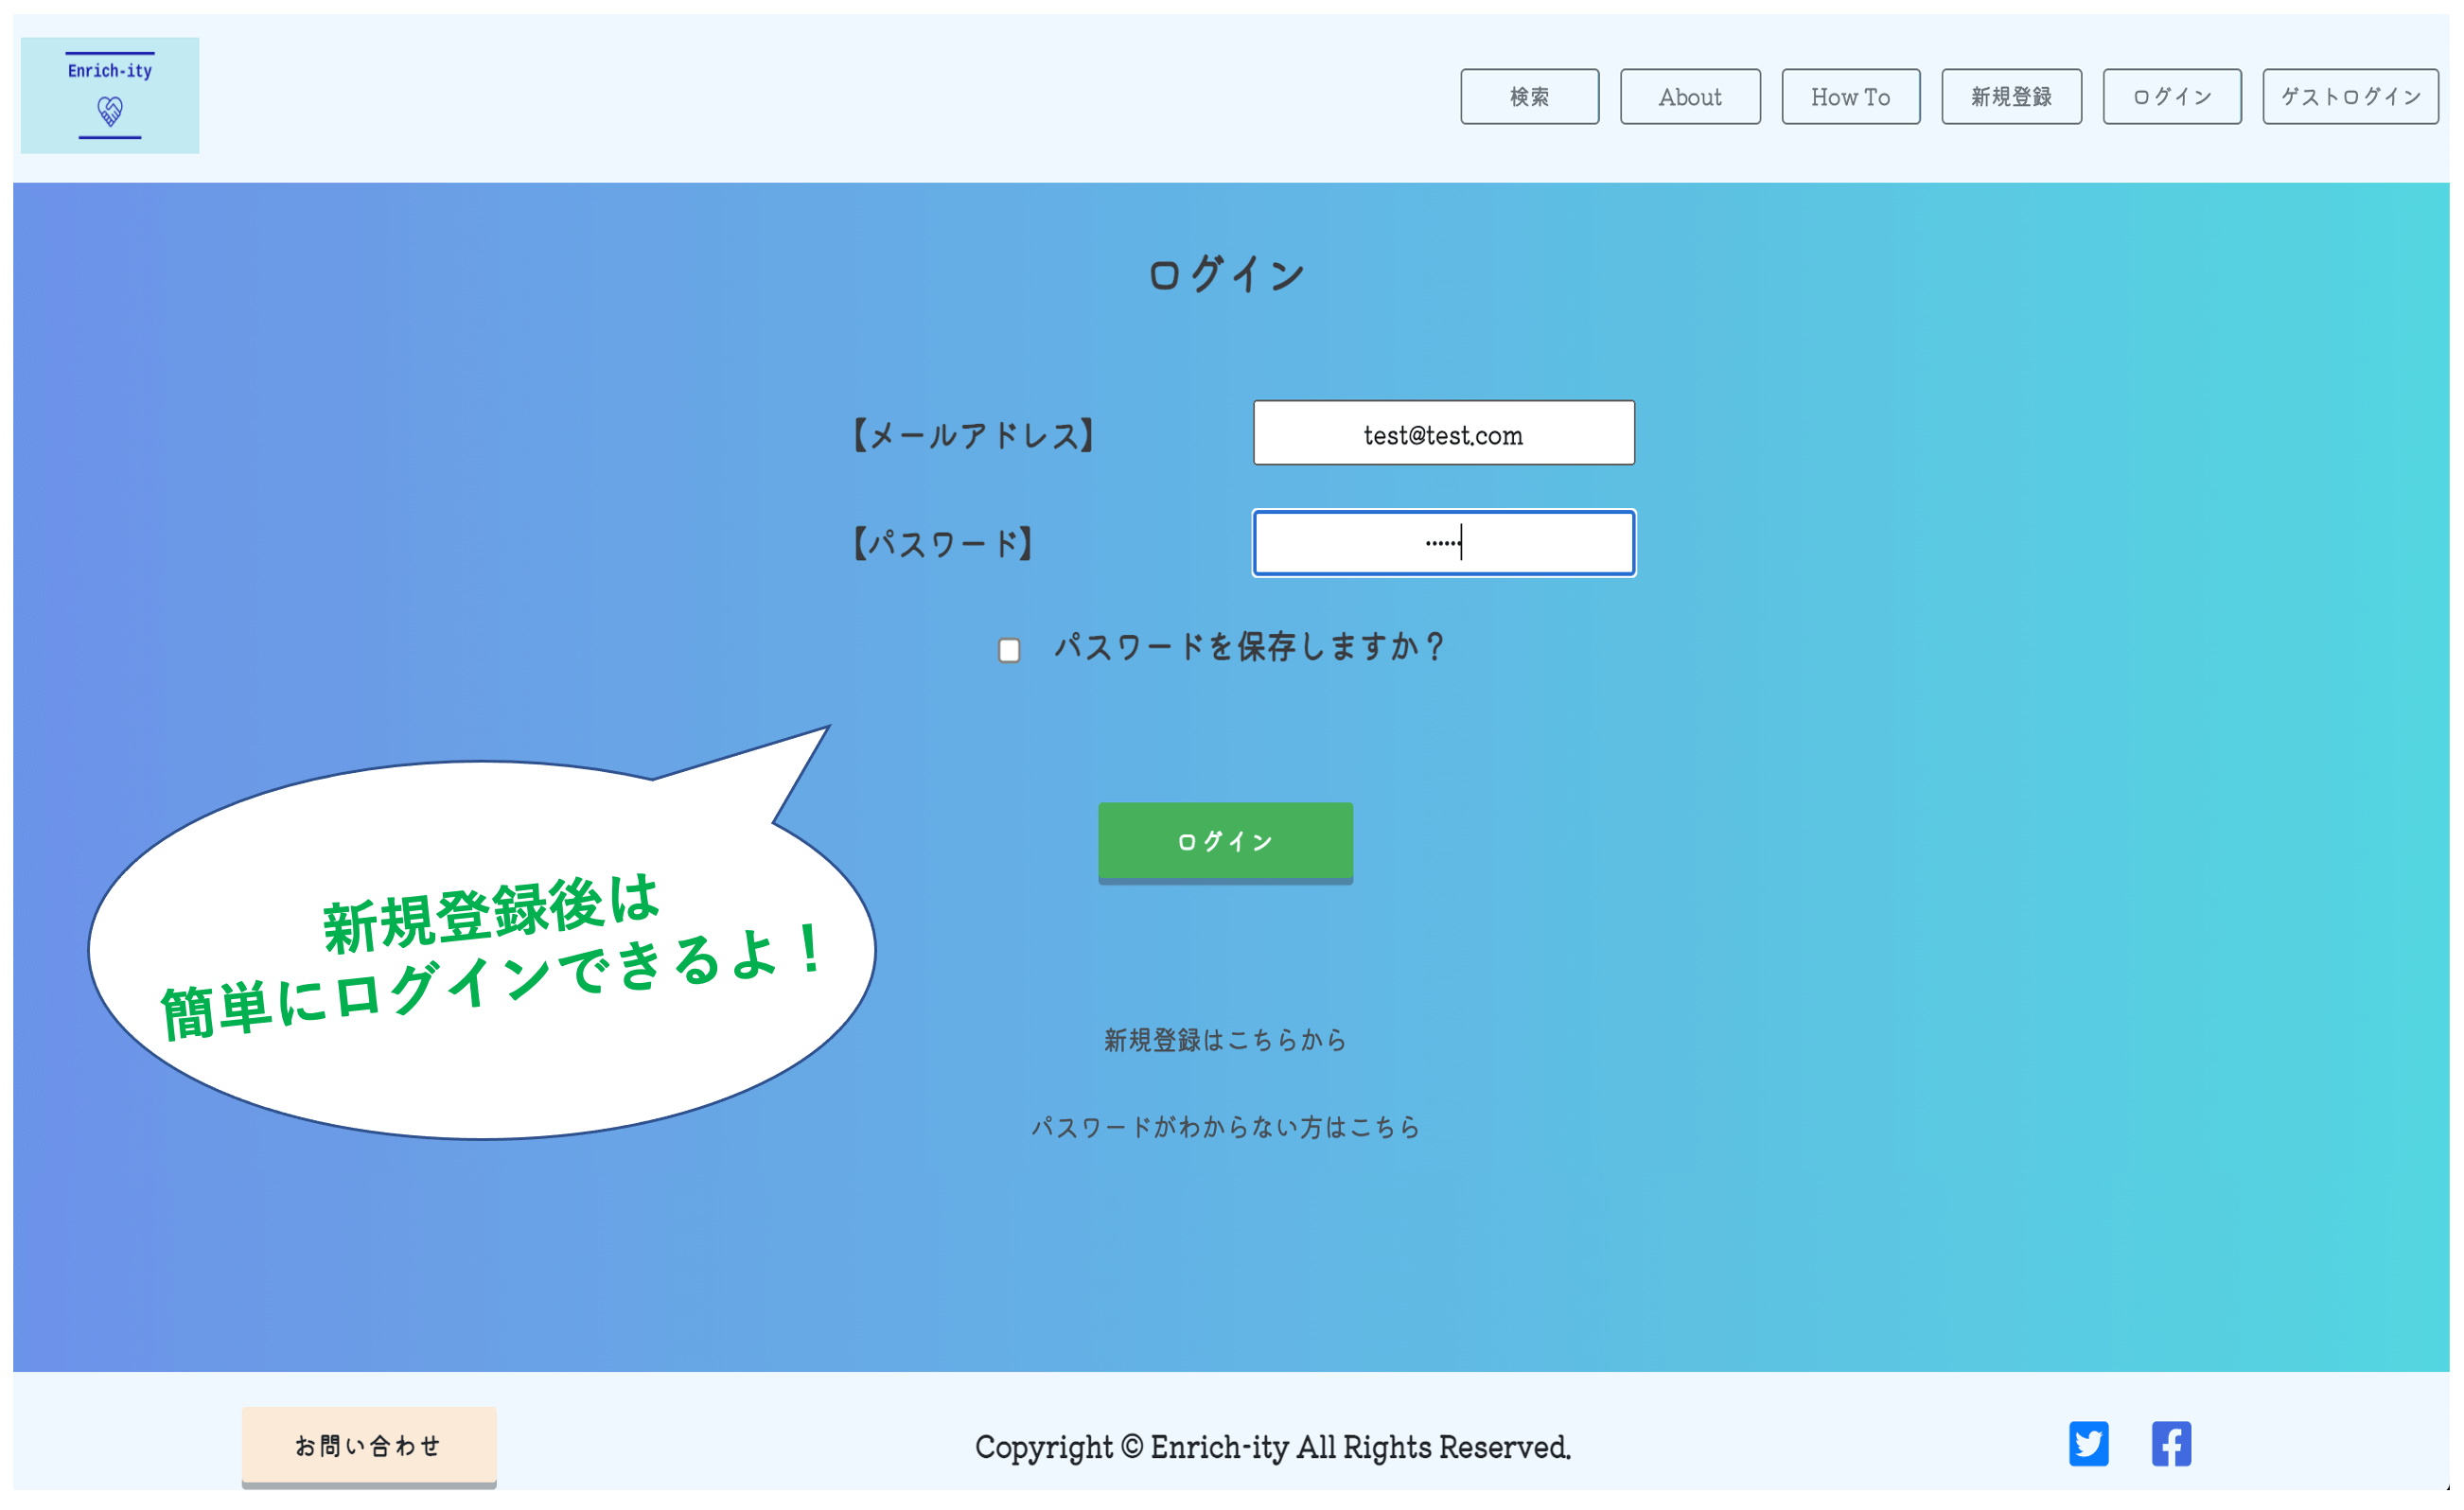 Enrich-ity
検索
About
How To
新規登録
ログイン
ゲストログイン
ログイン
【メールアドレス】
test@test.com
【パスワード】
••••••
パスワードを保存しますか？
ログイン
新規登録後は
簡単にログインできるよ！
新規登録はこちらから
パスワードがわからない方はこちら
お問い合わせ
Copyright © Enrich-ity All Rights Reserved.